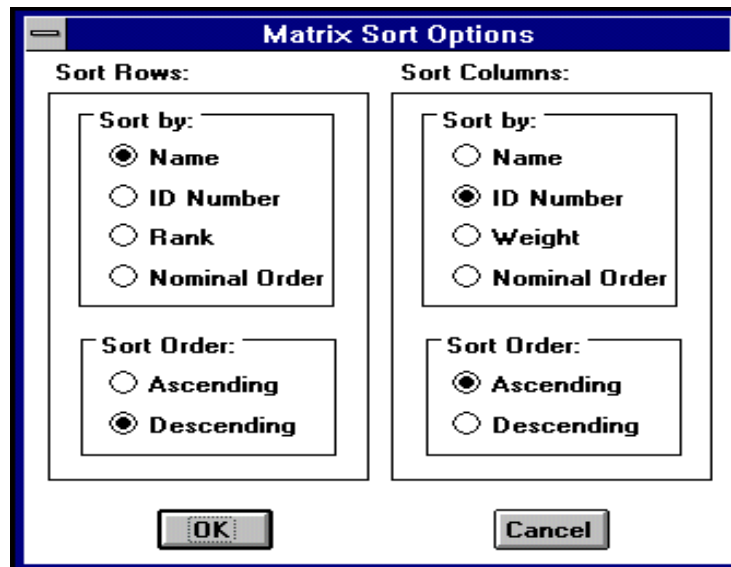 Matrix Sort Options
Sort Rows:
Sort by:
Name
ID Number
Rank
Nominal Order
Sort Order:
Ascending
Descending
Sort Columns:
Sort by:
Name
ID Number
Weight
Nominal Order
Sort Order:
Ascending
Descending
OK
Cancel